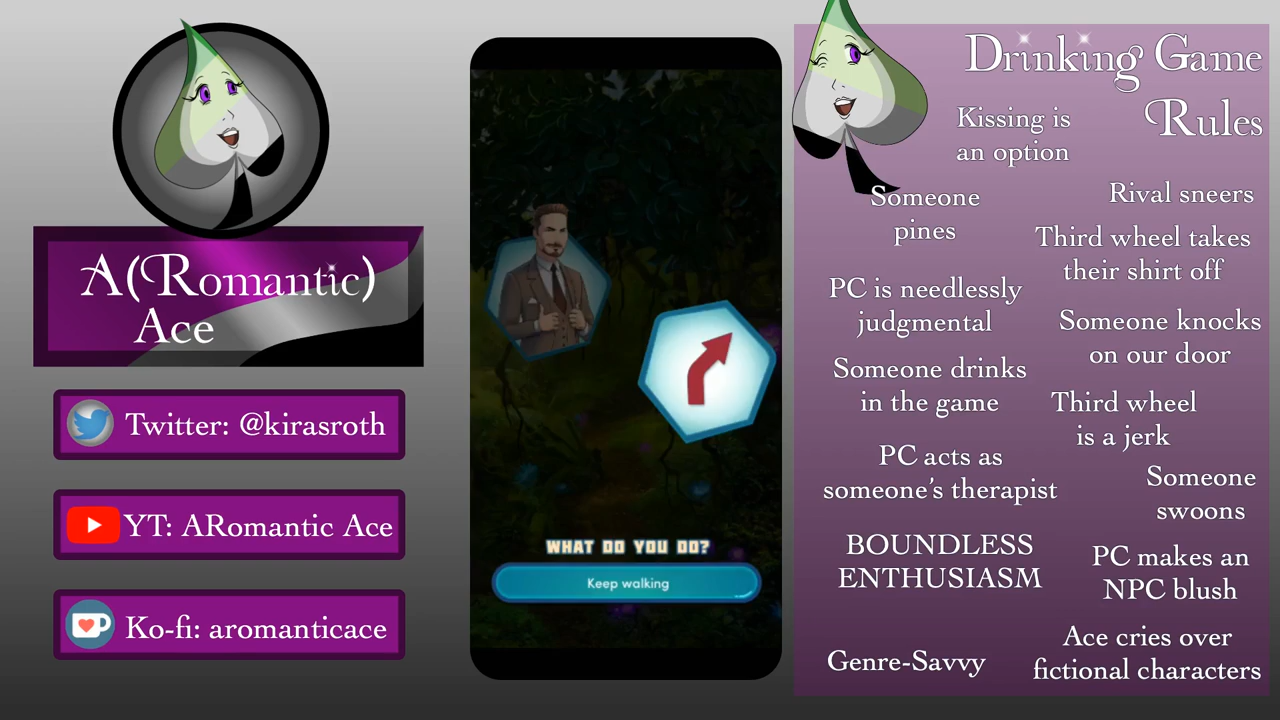 A(Romantic)
Ace
Twitter: @kirasroth
YT: ARomantic Ace
Ko-fi: aromanticace
WHAT DO YOU DO?
Keep walking
Drinking Game
Rules
Kissing is
an option
Someone
pines
Rival sneers
Third wheel takes
their shirt off
PC is needlessly
judgmental
Someone knocks
on our door
Someone drinks
in the game
Third wheel
is a jerk
PC acts as
someone's therapist
Someone
swoons
BOUNDLESS
ENTHUSIASM
PC makes an
NPC blush
Genre-Savvy
Ace cries over
fictional characters